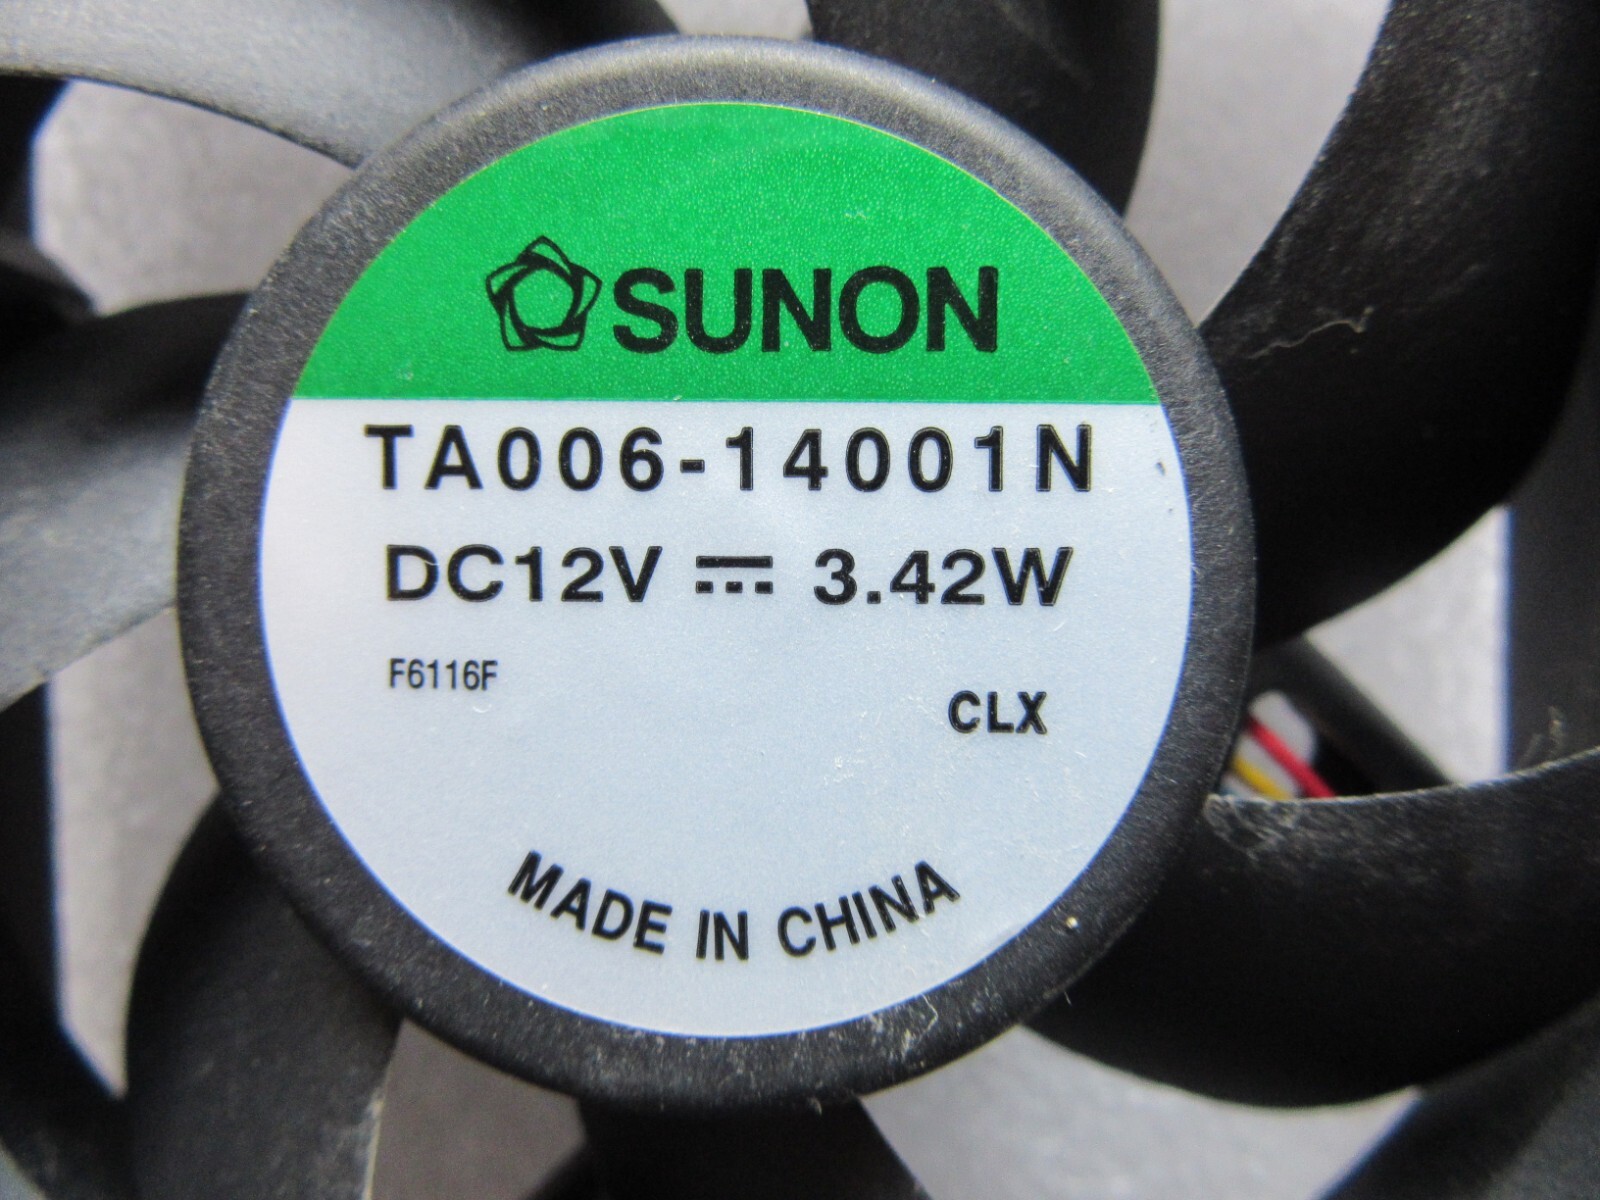 SUNON
TA006-14001N
DC12V ⎓ 3.42W
F6116F
CLX
MADE IN CHINA